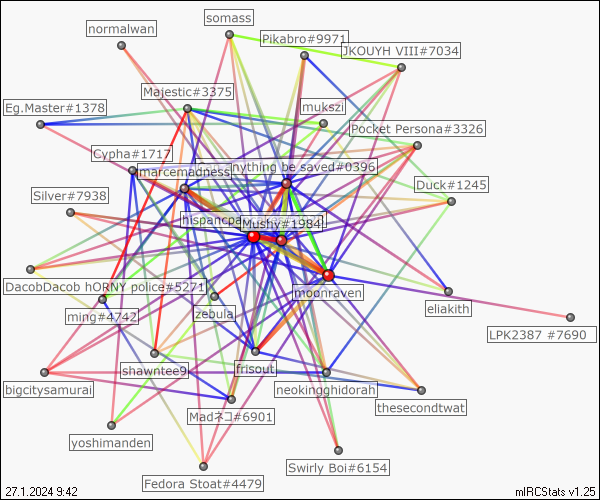 somass
normalwan
Pikabro#9971
JKOUYH VIII#7034
Majestic#3375
mukszi
Eg.Master#1378
Pocket Persona#3326
Cypha#1717
marcemadness
nything be saved#0396
Duck#1245
Silver#7938
hispancpa
Mushy#1984
DacobDacob hORNY police#5271
moonraven
ming#4742
zebula
eliakith
LPK2387 #7690
shawntee9
frisout
bigcitysamurai
neokingghidorah
Madネコ#6901
thesecondtwat
yoshimanden
Swirly Boi#6154
Fedora Stoat#4479
27.1.2024 9:42
mIRCStats v1.25